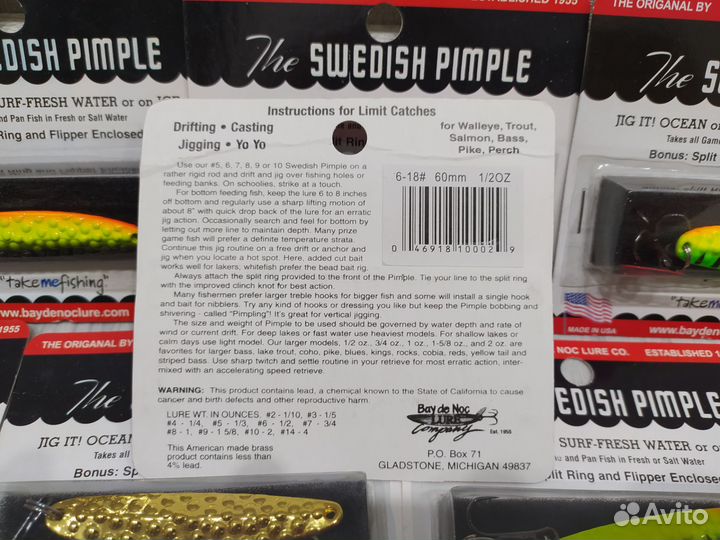 ESTABLISHED 1955
THE ORIGANAL BY
The SWEDISH PIMPLE
SWEDISH PIMPLE
The SWE
SURF-FRESH WATER or on ICE
and Pan Fish in Fresh or Salt Water
Ring and Flipper Enclosed
JIG IT! OCEAN
Takes all Game
Bonus: Split
Instructions for Limit Catches
Drifting • Casting
Jigging • Yo Yo
for Walleye, Trout,
Salmon, Bass,
Pike, Perch
Use our #5, 6, 7, 8, 9 or 10 Swedish Pimple on a
rather rigid rod and drift and jig over fishing holes or
feeding banks. On schoolies, strike at a touch.
For bottom feeding fish, keep the lure 6 to 8 inches
off bottom and regularly use a sharp lifting motion of
about 8" with quick drop back of the lure for an erratic
jig action. Occasionally search and feel for bottom by
letting out more line to maintain depth. Many prize
game fish will prefer a definite temperature strata.
Continue this jig routine on a free drift or anchor and
jig when you locate a hot spot. Here, added cut bait
works well for lakers, whitefish prefer the bead bait rig.
Always attach the split ring provided to the front of the Pimple. Tie your line to the split ring
with the improved clinch knot for best action.
Many fishermen prefer larger treble hooks for bigger fish and some will install a single hook
and bait for nibblers. Try any kind of hooks or dressing you like but keep the Pimple bobbing and
shivering - called "Pimpling"! It's great for vertical jigging.
The size and weight of Pimple to be used should be governed by water depth and rate of
wind or current drift. For deep lakes or fast water use heaviest models. For shallow lakes or
calm days use light model. Our larger models, 1/2 oz., 3/4 oz., 1 oz., 1-5/8 oz., and 2 oz. are
favorites for larger bass, lake trout, coho, pike, blues, kings, rocks, cobia, reds, yellow tail and
striped bass. Use sharp twitch and settle routine in your retrieve for most erratic action, inter-
mixed with an accelerating speed retrieve.
6-18# 60mm 1/2OZ
0 46918 10002 9
WARNING: This product contains lead, a chemical known to the State of California to cause
cancer and birth defects and other reproductive harm.
LURE WT. IN OUNCES. #2 - 1/10, #3 - 1/5
#4 - 1/4, #5 - 1/3, #6 - 1/2, #7 - 3/4
#8 - 1, #9 - 1 5/8, #10 - 2, #14 - 4
This American made brass
product contains less than
4% lead.
Bay de Noc
LURE
Company
Est. 1955
P.O. Box 71
GLADSTONE, MICHIGAN 49837
"takemefishing"
www.baydenoclure.com
1955
THE ORIGANAL BY
The
JIG IT! OCEAN
Takes all
Bonus: Split
"takeme
MADE IN USA
www.bayde
NOC LURE CO.
ESTABLISHED 1
EDISH PIMPLE
SURF-FRESH WATER or on
and Pan Fish in Fresh or Salt Water
Split Ring and Flipper Enclosed
Avito